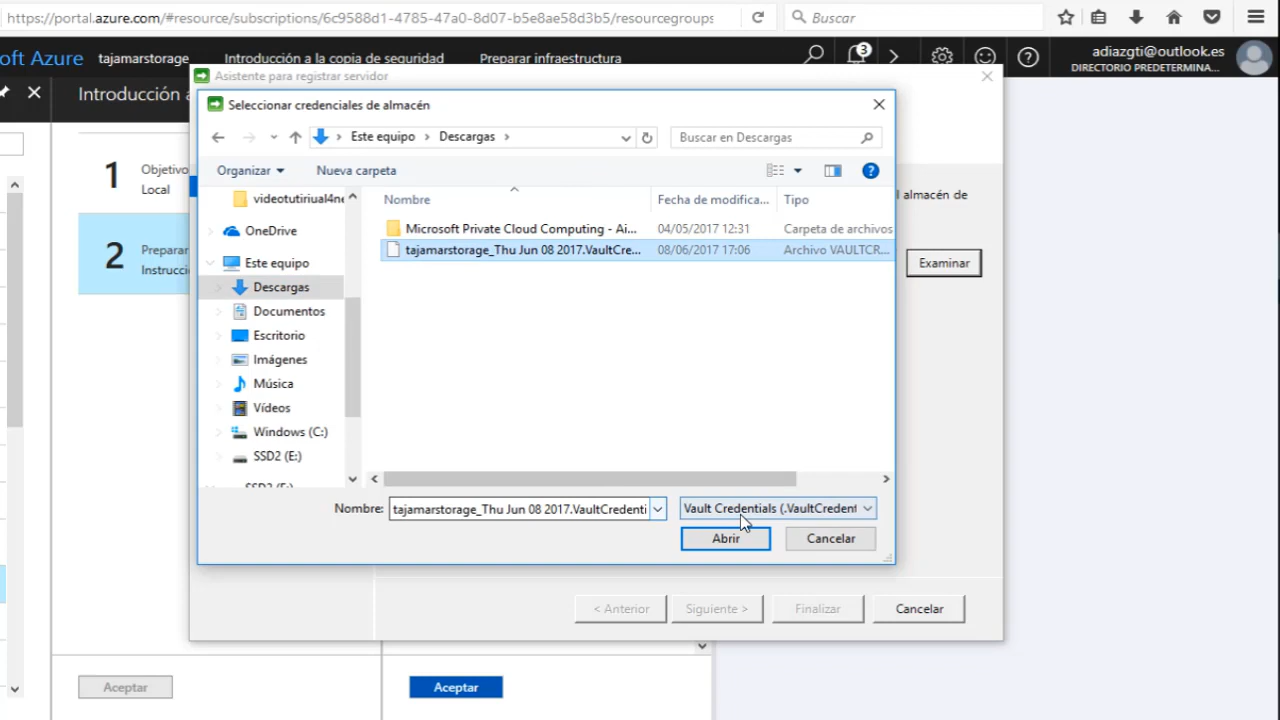 https://portal.azure.com/#resource/subscriptions/6c9588d1-4785-47a0-8d07-b5e8ae58d3b5/resourcegroups
Buscar
oft Azure tajamarstorage Introducción a la copia de seguridad Preparar infraestructura
3
adiazgti@outlook.es
DIRECTORIO PREDETERMINA...
Introducción a
Asistente para registrar servidor
Seleccionar credenciales de almacén
Este equipo Descargas
Buscar en Descargas
Organizar Nueva carpeta
1 Objetivo
Local
2 Preparar
Instrucci
l almacén de
Examinar
videotutiriual4ne
OneDrive
Este equipo
Descargas
Documentos
Escritorio
Imágenes
Música
Vídeos
Windows (C:)
SSD2 (E:)
SSD2 (E:)
Nombre Fecha de modifica... Tipo
Microsoft Private Cloud Computing - Ai... 04/05/2017 12:31 Carpeta de archivos
tajamarstorage_Thu Jun 08 2017.VaultCre... 08/06/2017 17:06 Archivo VAULTCR...
Nombre: tajamarstorage_Thu Jun 08 2017.VaultCredenti
Vault Credentials (.VaultCredent
Abrir Cancelar
< Anterior Siguiente > Finalizar Cancelar
Aceptar Aceptar